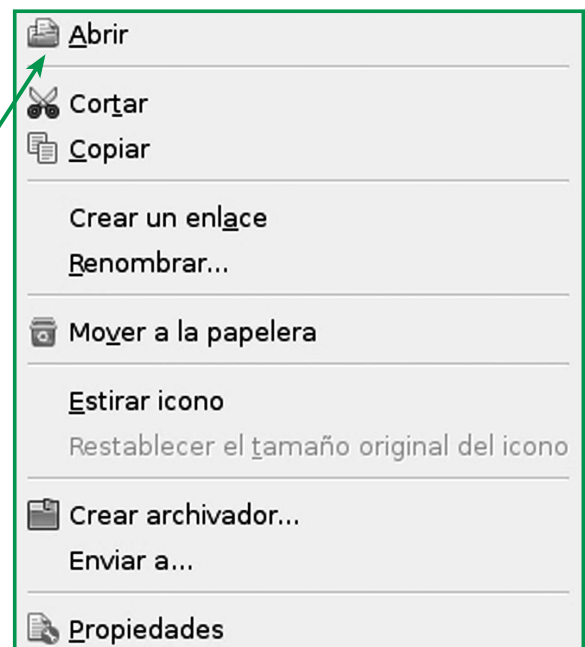 Abrir
Cortar
Copiar
Crear un enlace
Renombrar...
Mover a la papelera
Estirar icono
Restablecer el tamaño original del icono
Crear archivador...
Enviar a...
Propiedades